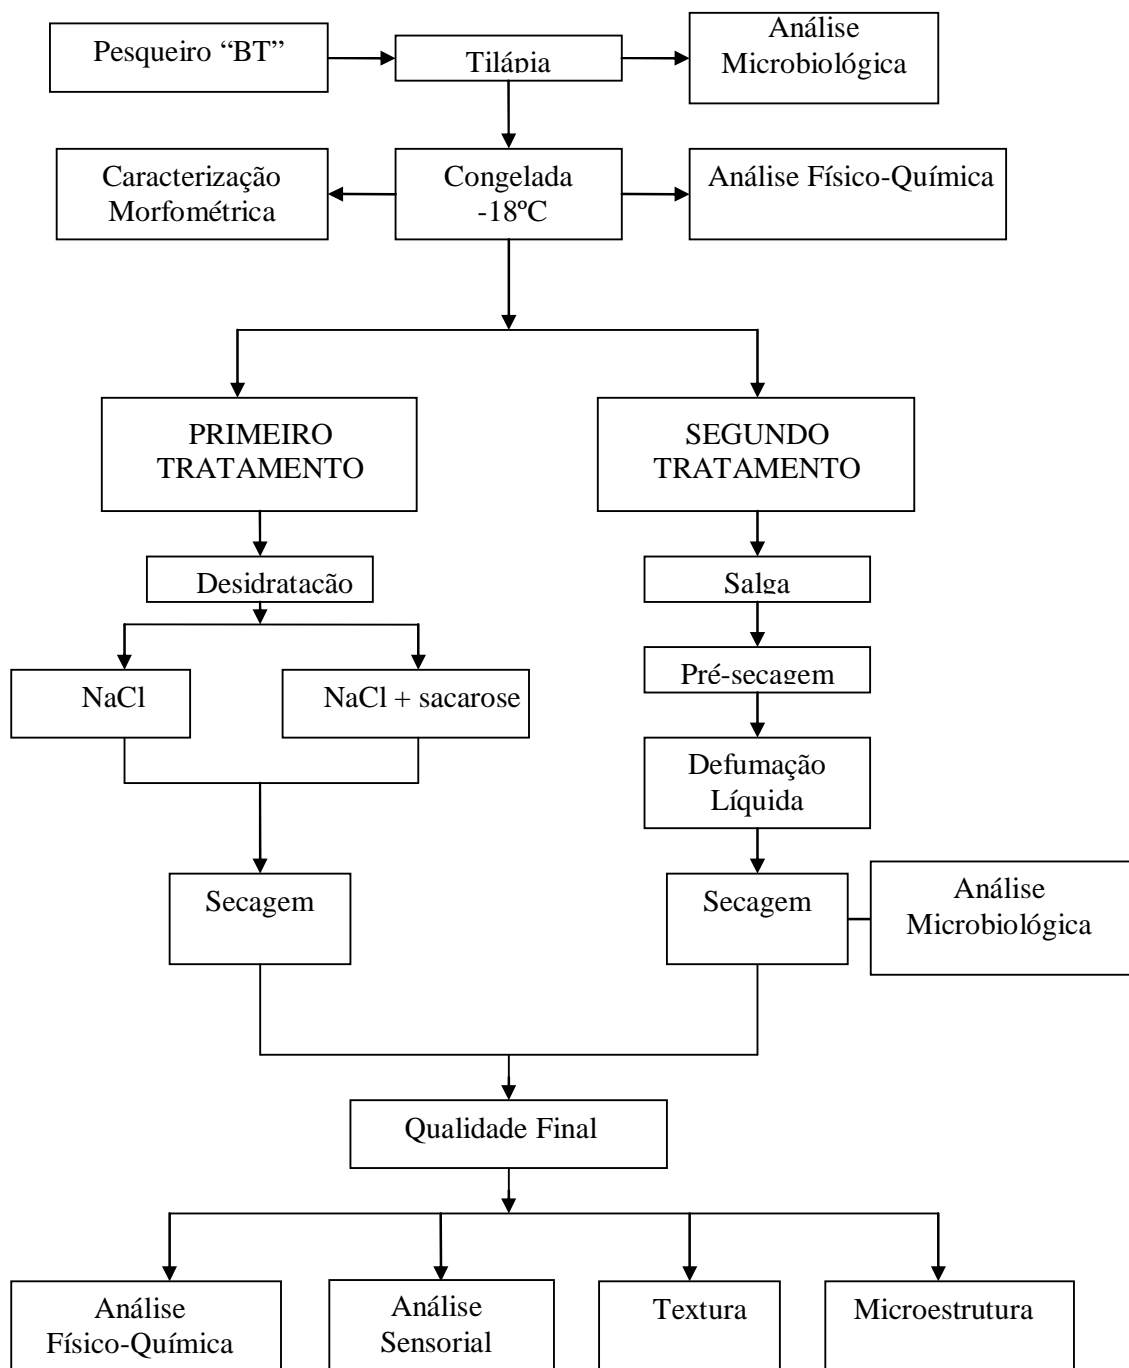 Pesqueiro “BT”
Tilápia
Análise
Microbiológica
Caracterização
Morfométrica
Congelada
-18ºC
Análise Físico-Química
PRIMEIRO
TRATAMENTO
SEGUNDO
TRATAMENTO
Desidratação
Salga
NaCl
NaCl + sacarose
Pré-secagem
Defumação
Líquida
Secagem
Secagem
Análise
Microbiológica
Qualidade Final
Análise
Físico-Química
Análise
Sensorial
Textura
Microestrutura